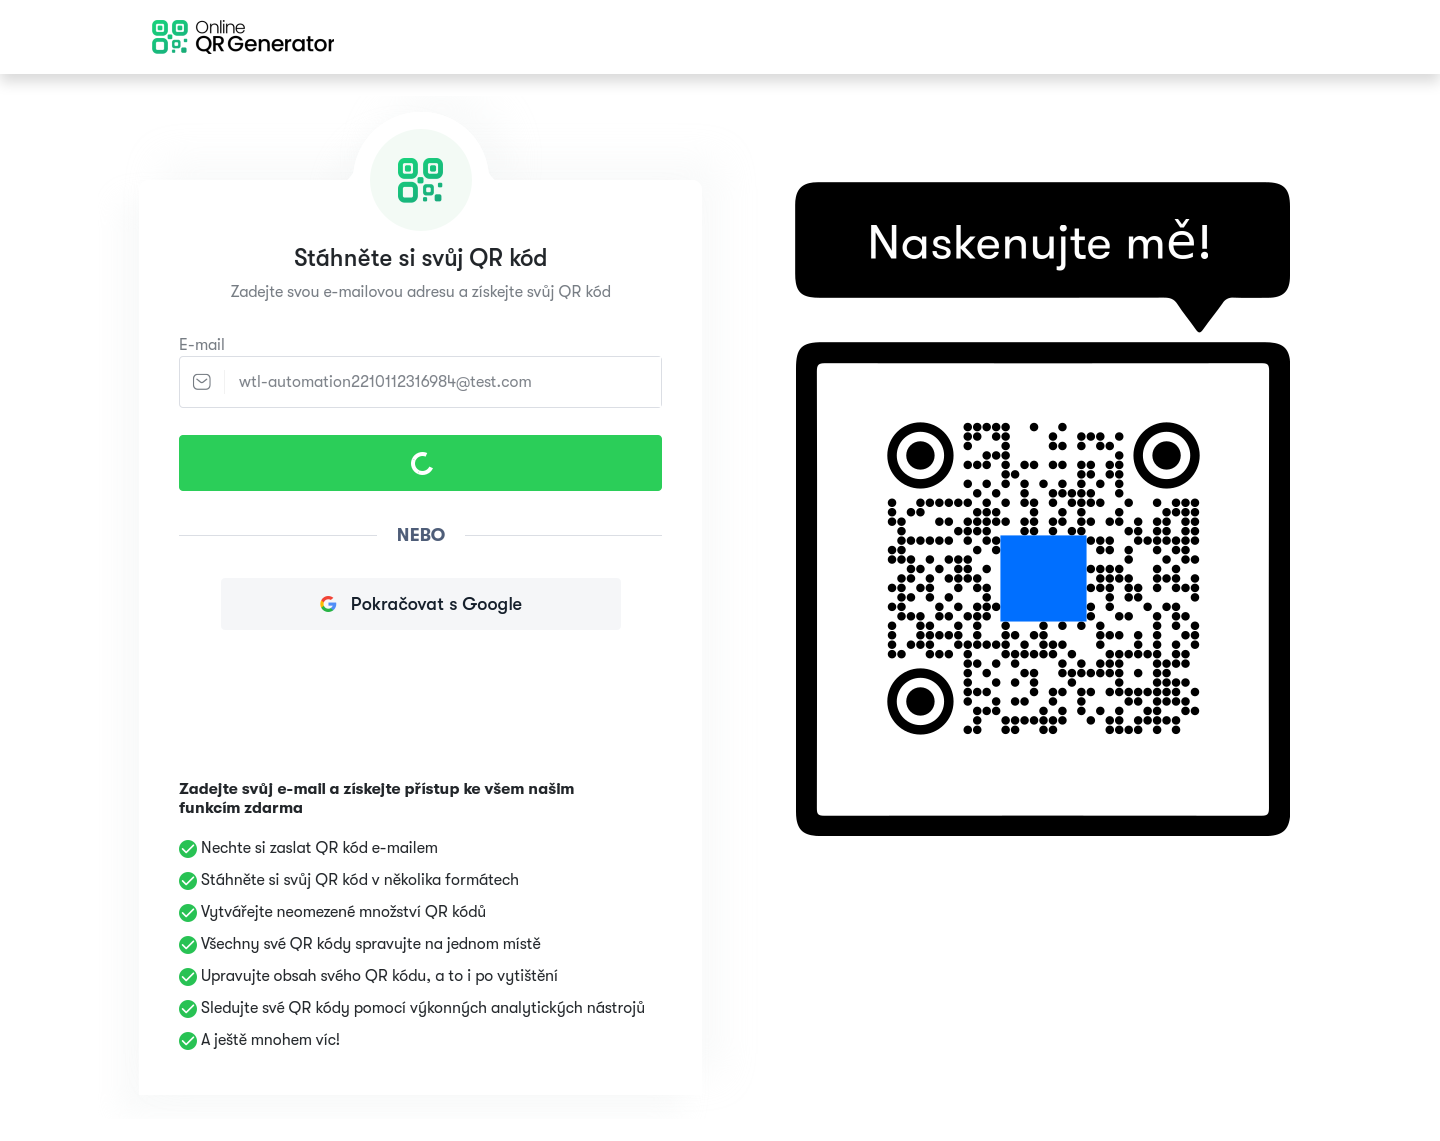 Online
QR Generator
Stáhněte si svůj QR kód
Zadejte svou e-mailovou adresu a získejte svůj QR kód
E-mail
wtl-automation2210112316984@test.com
NEBO
Pokračovat s Google
Zadejte svůj e-mail a získejte přístup ke všem našim
funkcím zdarma
Nechte si zaslat QR kód e-mailem
Stáhněte si svůj QR kód v několika formátech
Vytvářejte neomezené množství QR kódů
Všechny své QR kódy spravujte na jednom místě
Upravujte obsah svého QR kódu, a to i po vytištění
Sledujte své QR kódy pomocí výkonných analytických nástrojů
A ještě mnohem víc!
Naskenujte mě!